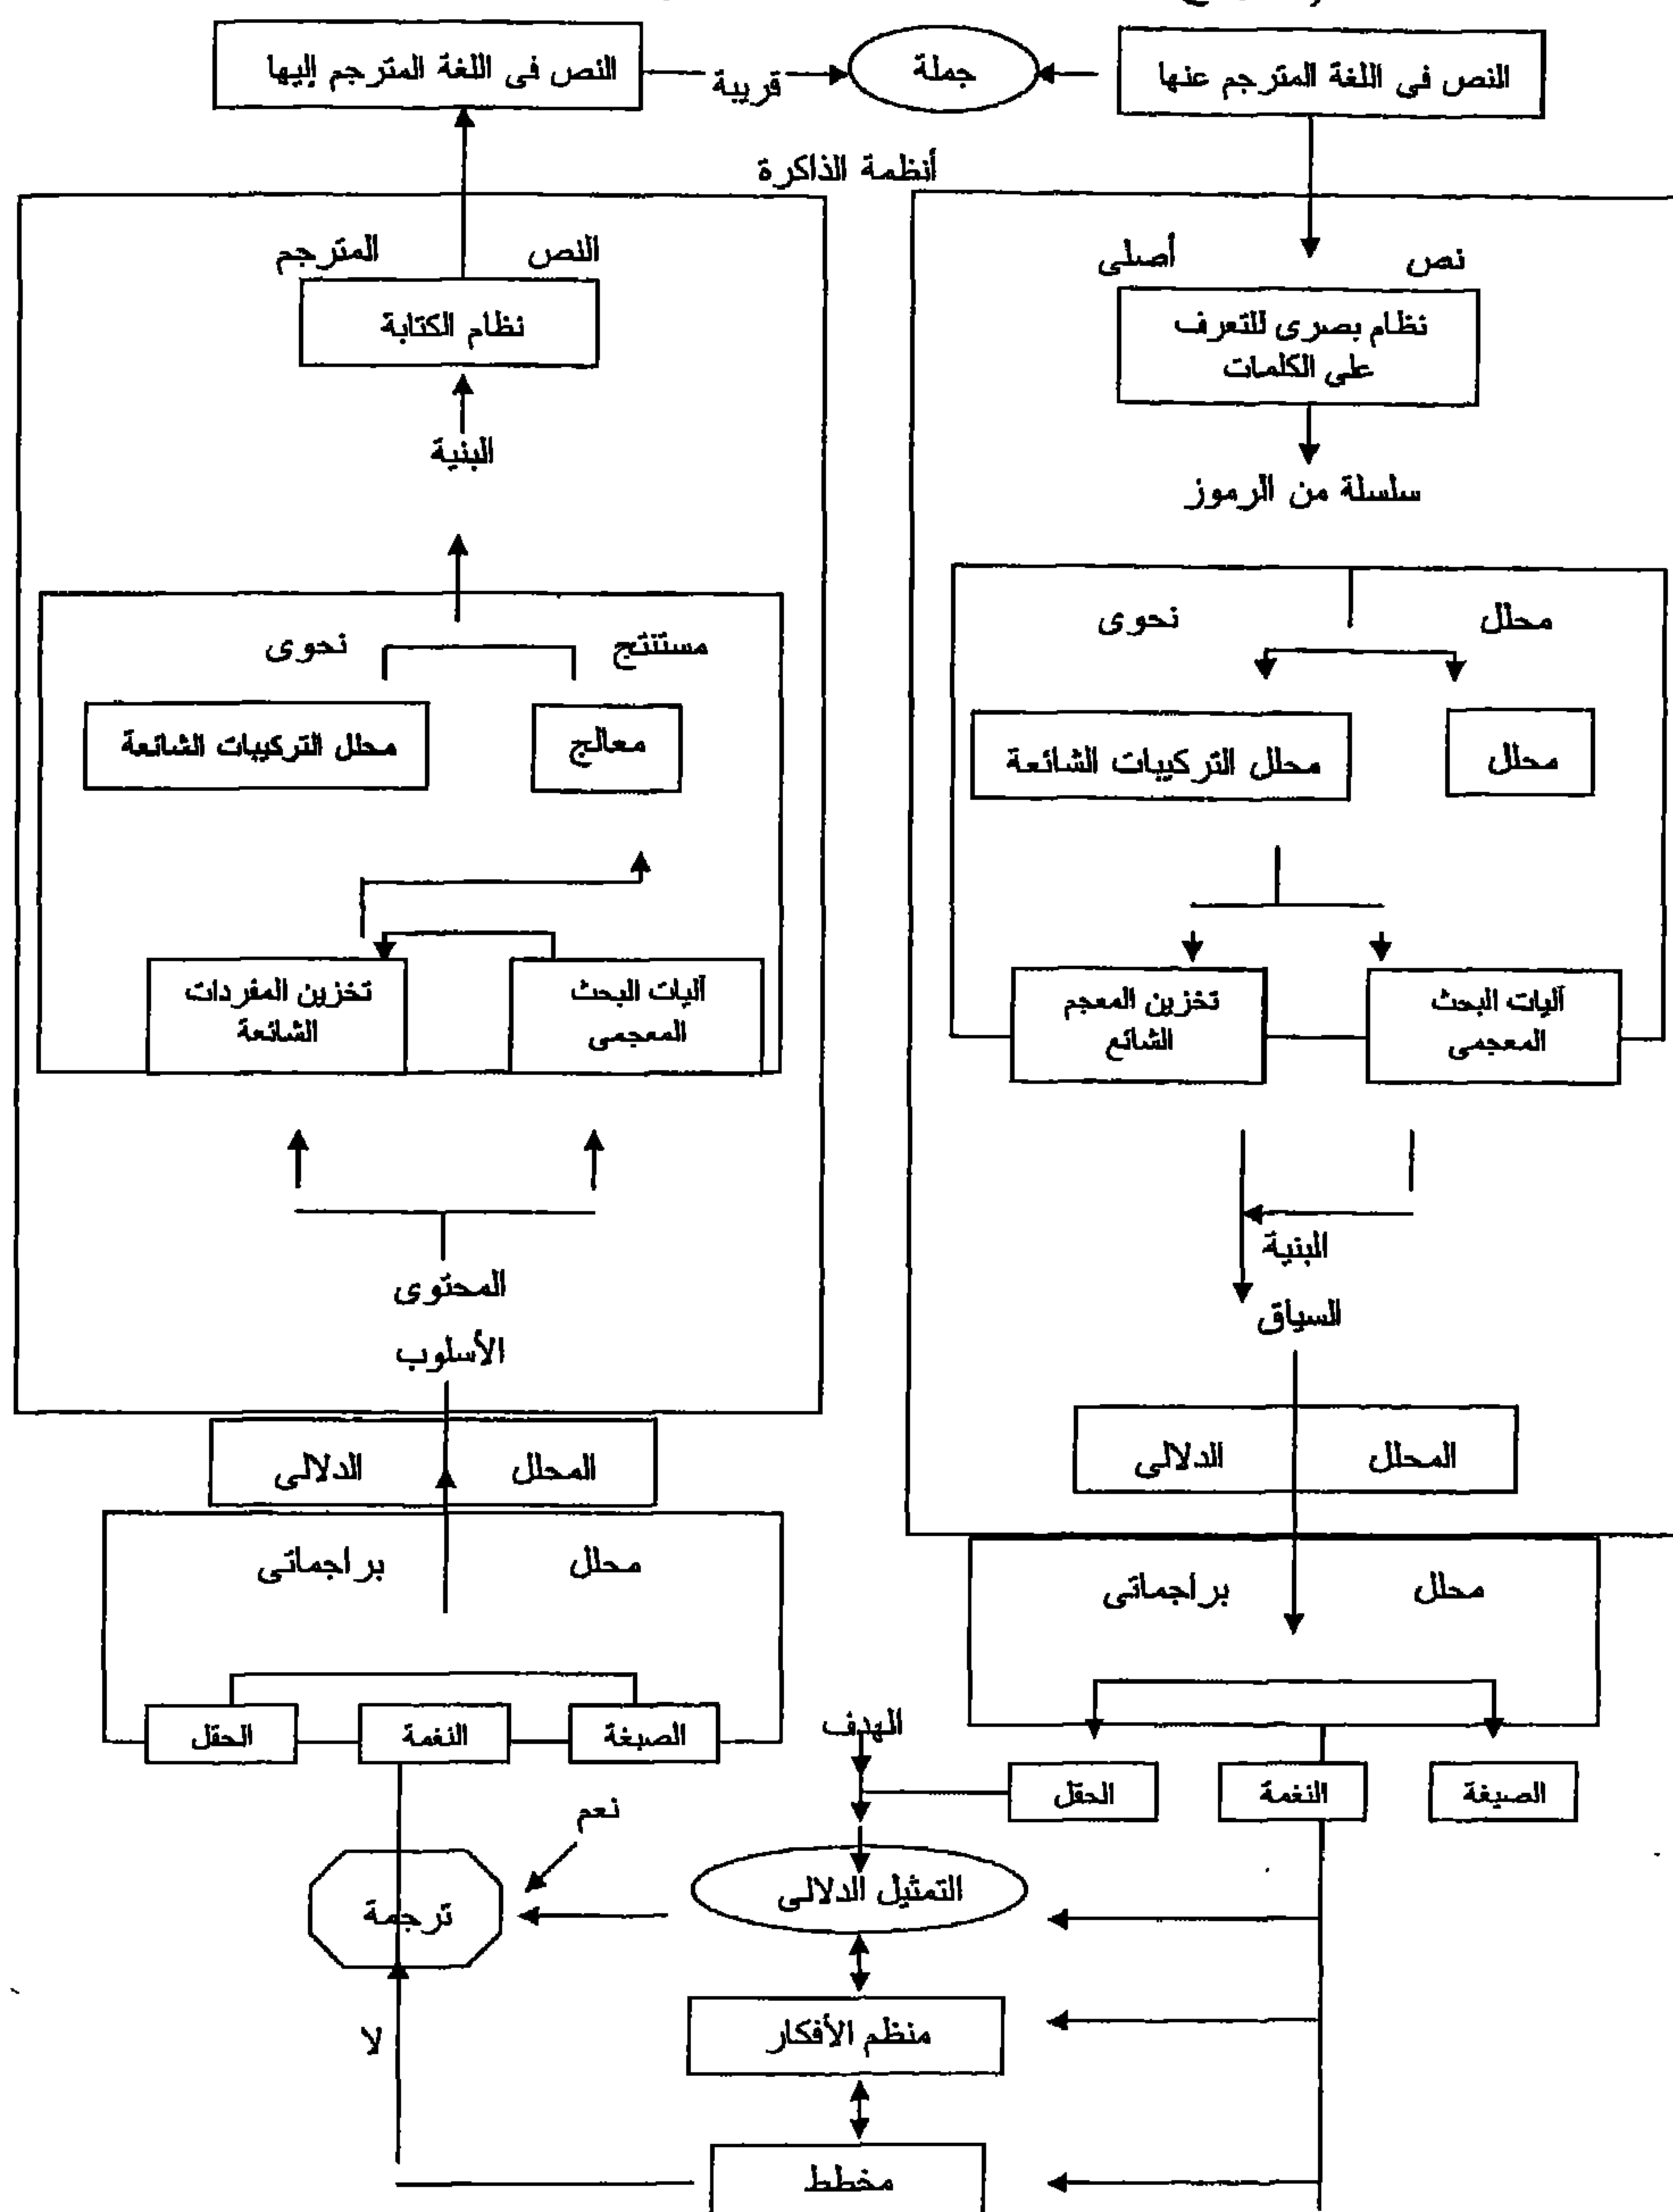 النص فى اللغة المترجم عنها
جملة
قريبة
النص فى اللغة المترجم إليها
أنظمة الذاكرة
نص أصلى
نظام بصرى للتعرف
على الكلمات
سلسلة من الرموز
محلل نحوى
محلل
محلل التركيبات الشائعة
آليات البحث
المعجمى
تخزين المعجم
الشائع
البنية
السياق
المحلل الدلالى
محلل براجماتى
الصيغة
النغمة
الحقل
الهدف
التمثيل الدلالى
منظم الأفكار
مخطط
النص المترجم
نظام الكتابة
البنية
مستنتج نحوى
معالج
محلل التركيبات الشائعة
آليات البحث
المعجمى
تخزين المفردات
الشائعة
المحتوى
الأسلوب
المحلل الدلالى
محلل براجماتى
الصيغة
النغمة
الحقل
نعم
ترجمة
لا